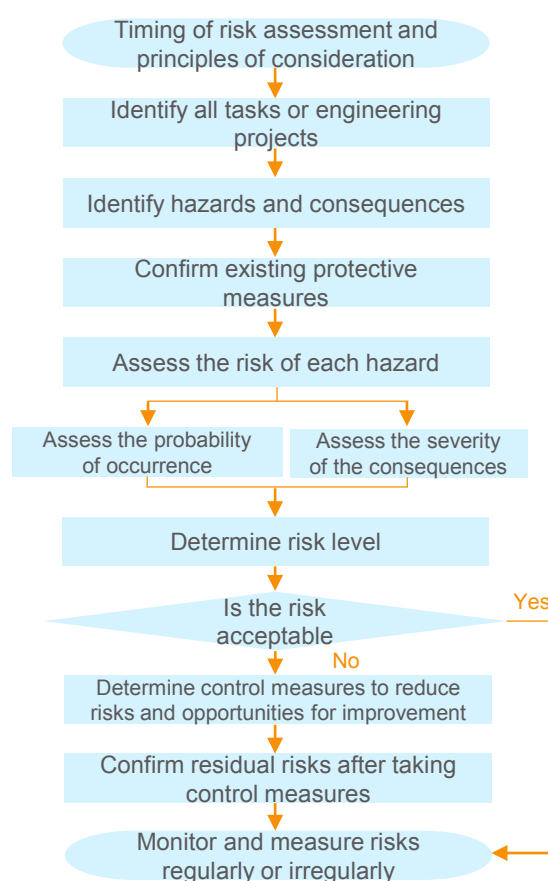 Timing of risk assessment and
principles of consideration
Identify all tasks or engineering
projects
Identify hazards and consequences
Confirm existing protective
measures
Assess the risk of each hazard
Assess the probability
of occurrence
Assess the severity
of the consequences
Determine risk level
Is the risk
acceptable
Yes
No
Determine control measures to reduce
risks and opportunities for improvement
Confirm residual risks after taking
control measures
Monitor and measure risks
regularly or irregularly